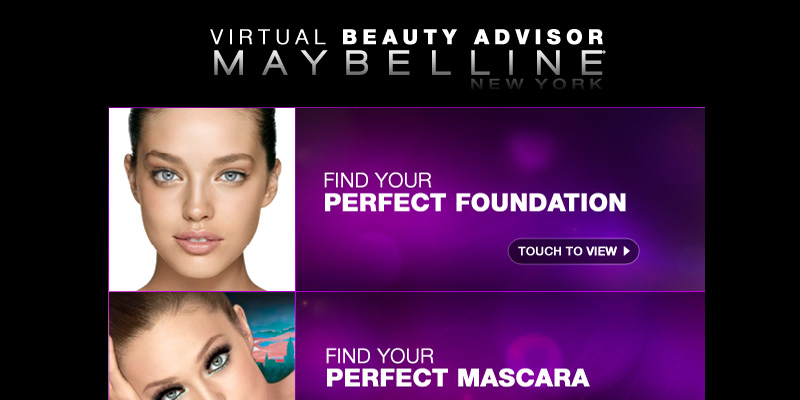 VIRTUAL BEAUTY ADVISOR
MAYBELLINE
NEW YORK
FIND YOUR
PERFECT FOUNDATION
TOUCH TO VIEW
FIND YOUR
PERFECT MASCARA